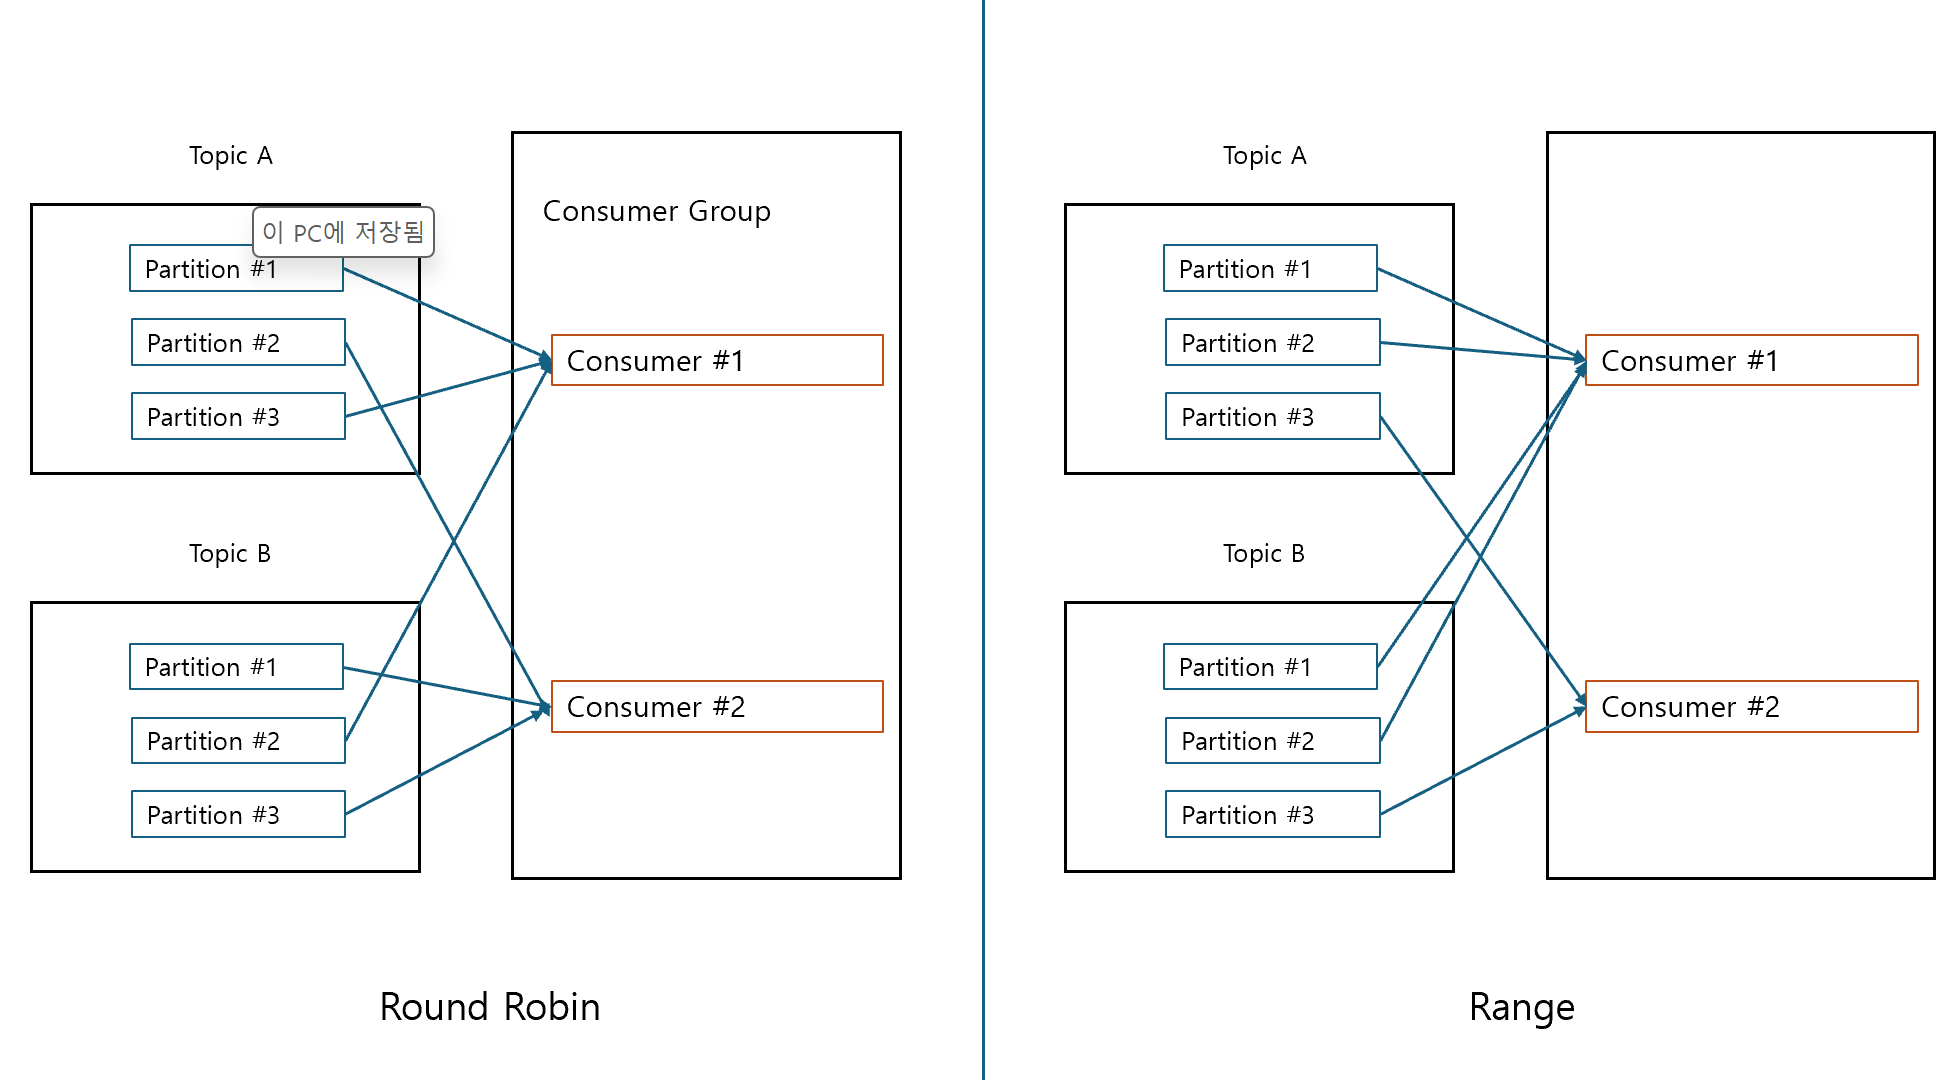 Topic A
이 PC에 저장됨
Partition #1
Partition #2
Partition #3
Topic B
Partition #1
Partition #2
Partition #3
Consumer Group
Consumer #1
Consumer #2
Round Robin
Topic A
Partition #1
Partition #2
Partition #3
Topic B
Partition #1
Partition #2
Partition #3
Consumer #1
Consumer #2
Range